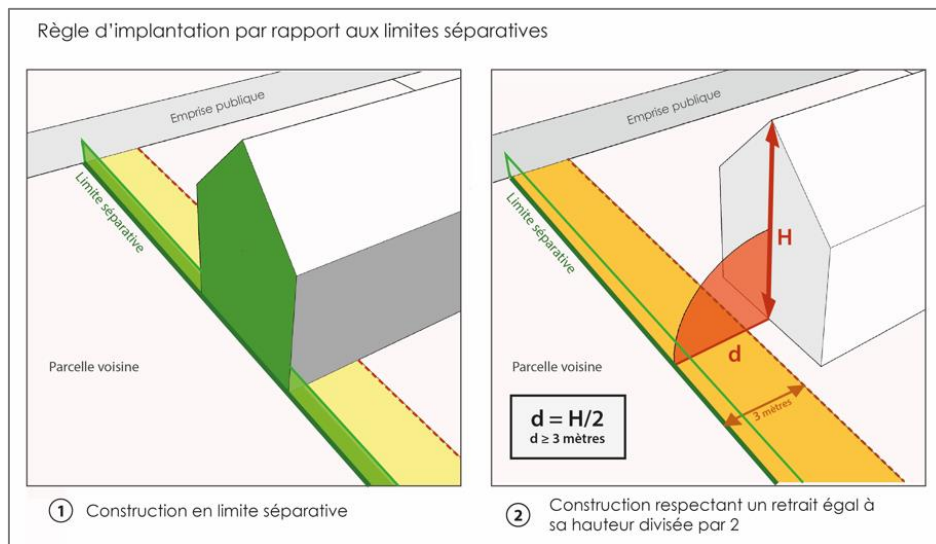 Règle d'implantation par rapport aux limites séparatives
Emprise publique
Limite séparative
Parcelle voisine
① Construction en limite séparative
Emprise publique
Limite séparative
H
d
3 mètres
Parcelle voisine
d = H/2
d ≥ 3 mètres
② Construction respectant un retrait égal à
sa hauteur divisée par 2